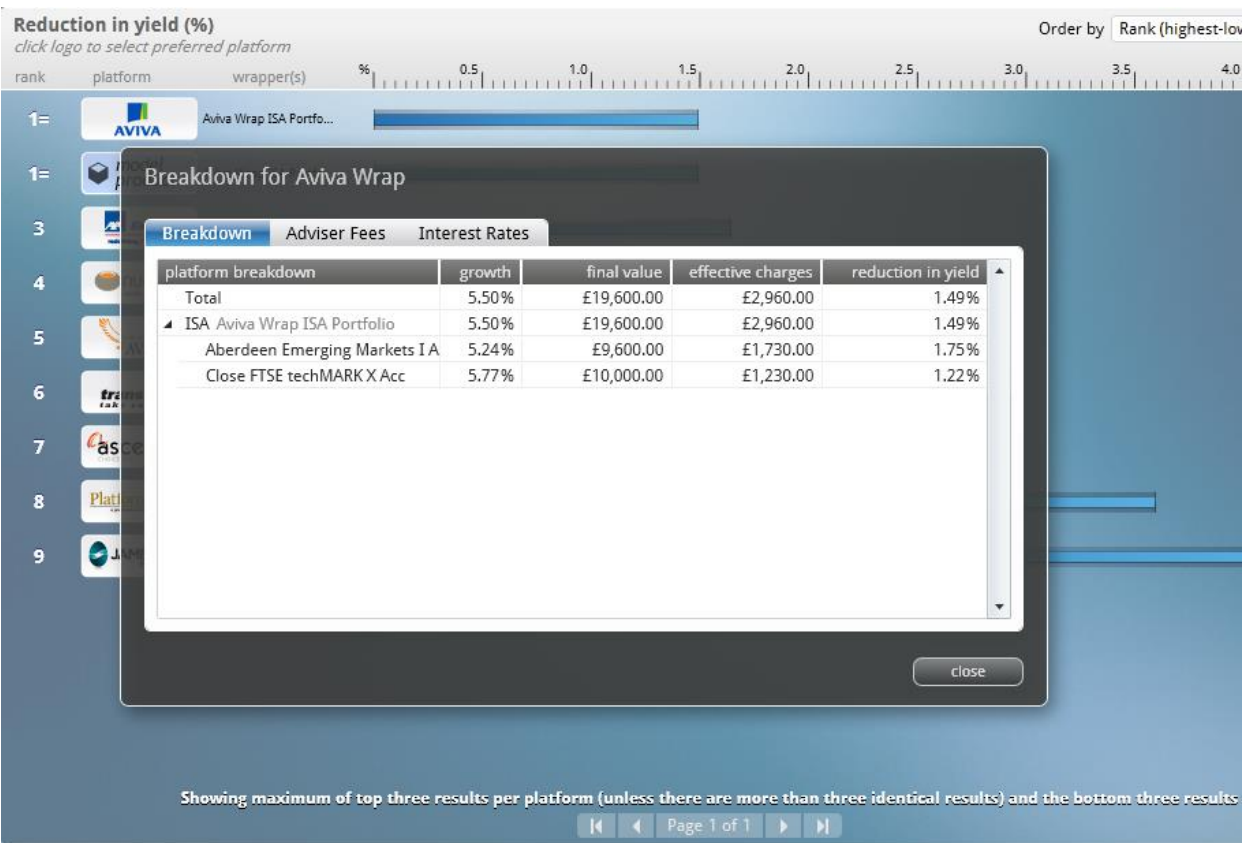 Reduction in yield (%)
click logo to select preferred platform
Order by Rank (highest-low
rank platform wrapper(s) % 0.5 1.0 1.5 2.0 2.5 3.0 3.5 4.0
1= AVIVA Aviva Wrap ISA Portfo...
1= model
3
4
5
6
7 asce
8 Platf
9 JAM
Breakdown for Aviva Wrap
Breakdown Adviser Fees Interest Rates
platform breakdown growth final value effective charges reduction in yield
Total 5.50% £19,600.00 £2,960.00 1.49%
ISA Aviva Wrap ISA Portfolio 5.50% £19,600.00 £2,960.00 1.49%
Aberdeen Emerging Markets I A 5.24% £9,600.00 £1,730.00 1.75%
Close FTSE techMARK X Acc 5.77% £10,000.00 £1,230.00 1.22%
close
Showing maximum of top three results per platform (unless there are more than three identical results) and the bottom three results
Page 1 of 1